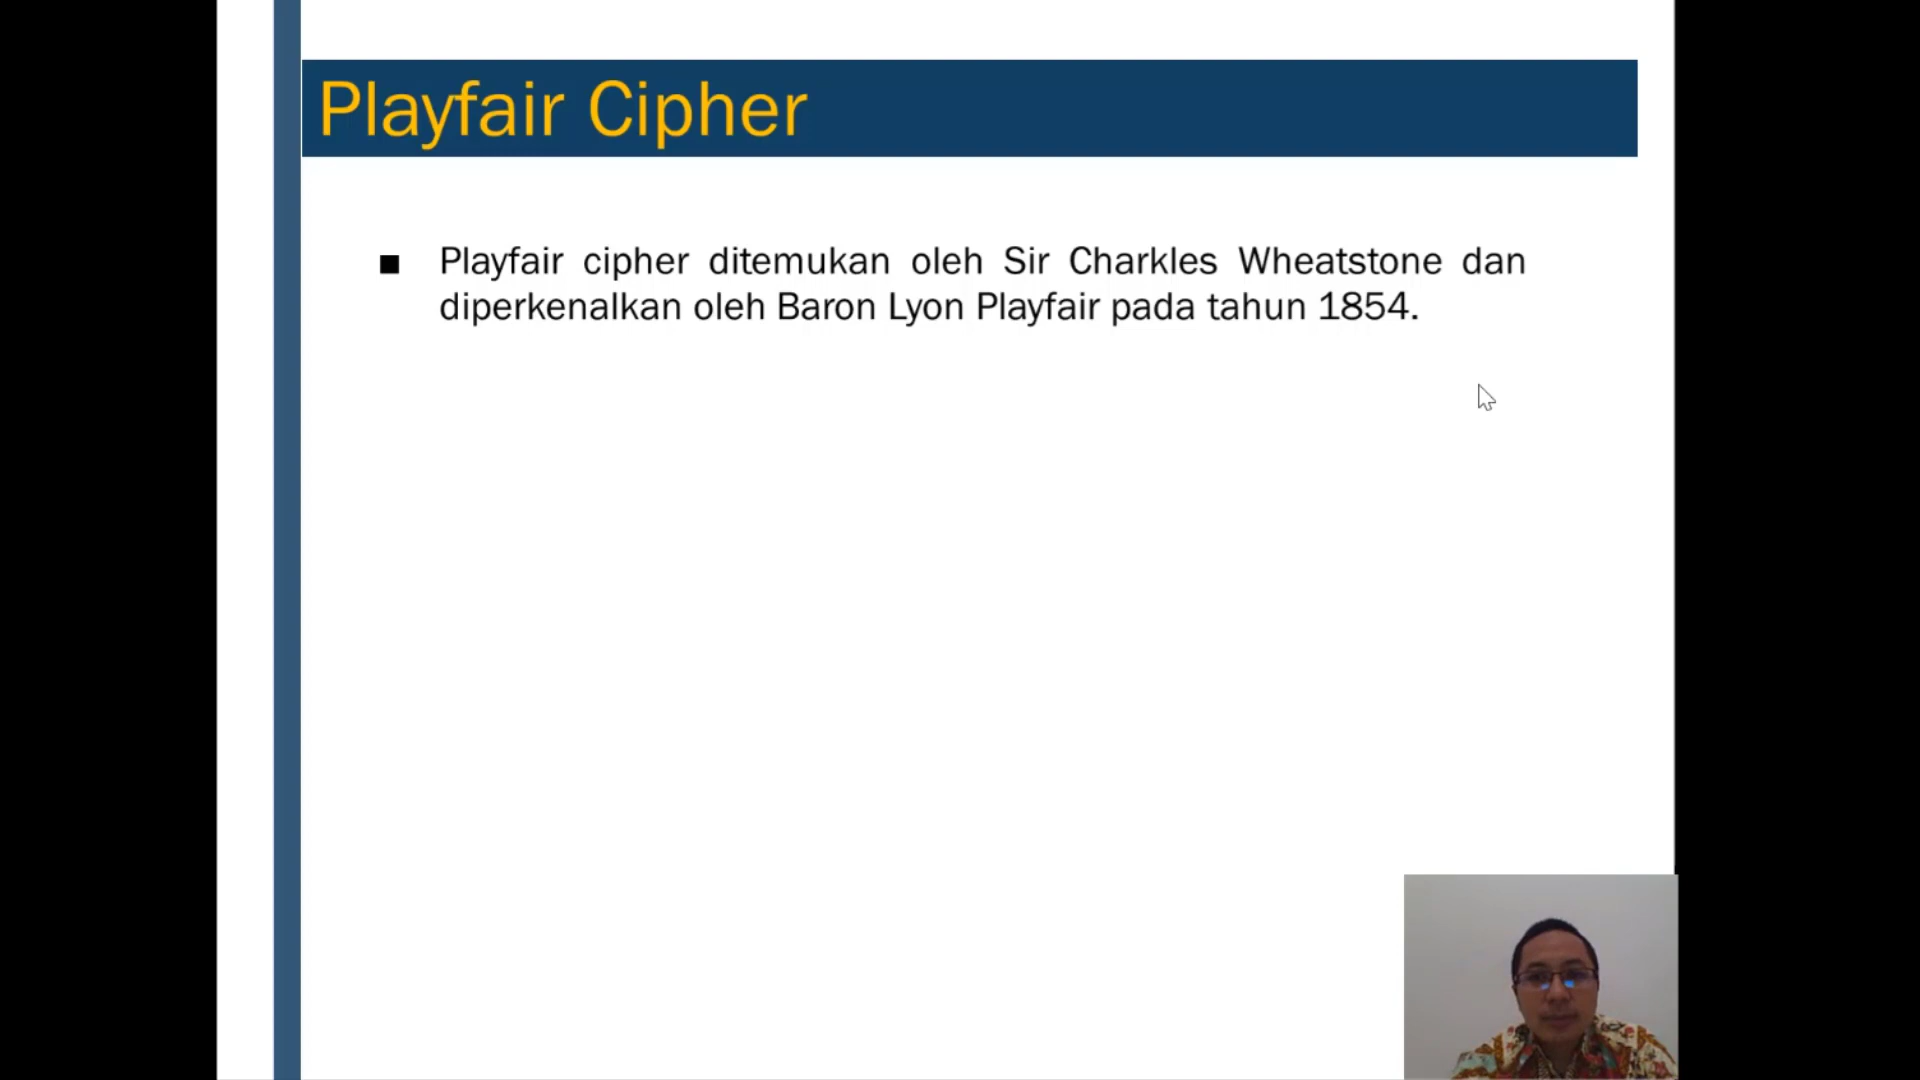 Playfair Cipher
Playfair cipher ditemukan oleh Sir Charkles Wheatstone dan
diperkenalkan oleh Baron Lyon Playfair pada tahun 1854.